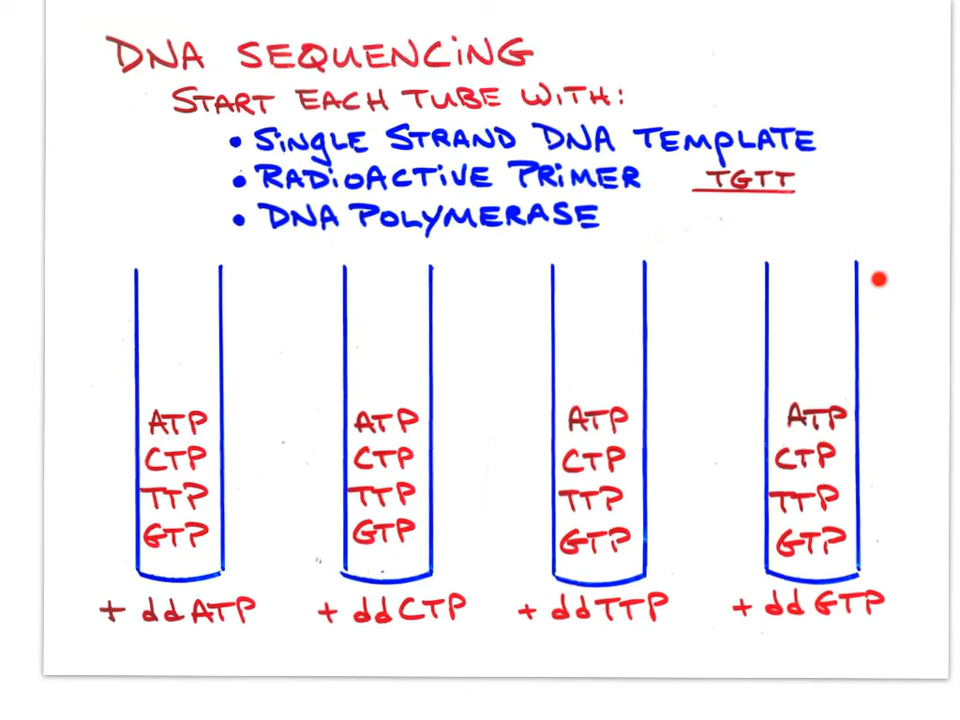 DNA SEQUENCING
START EACH TUBE WITH:
• SINGLE STRAND DNA TEMPLATE
• RADIOACTIVE PRIMER TGTT
• DNA POLYMERASE
ATP ATP ATP ATP
CTP CTP CTP CTP
TTP TTP TTP TTP
GTP GTP GTP GTP
+ ddATP + ddCTP + ddTTP + ddGTP